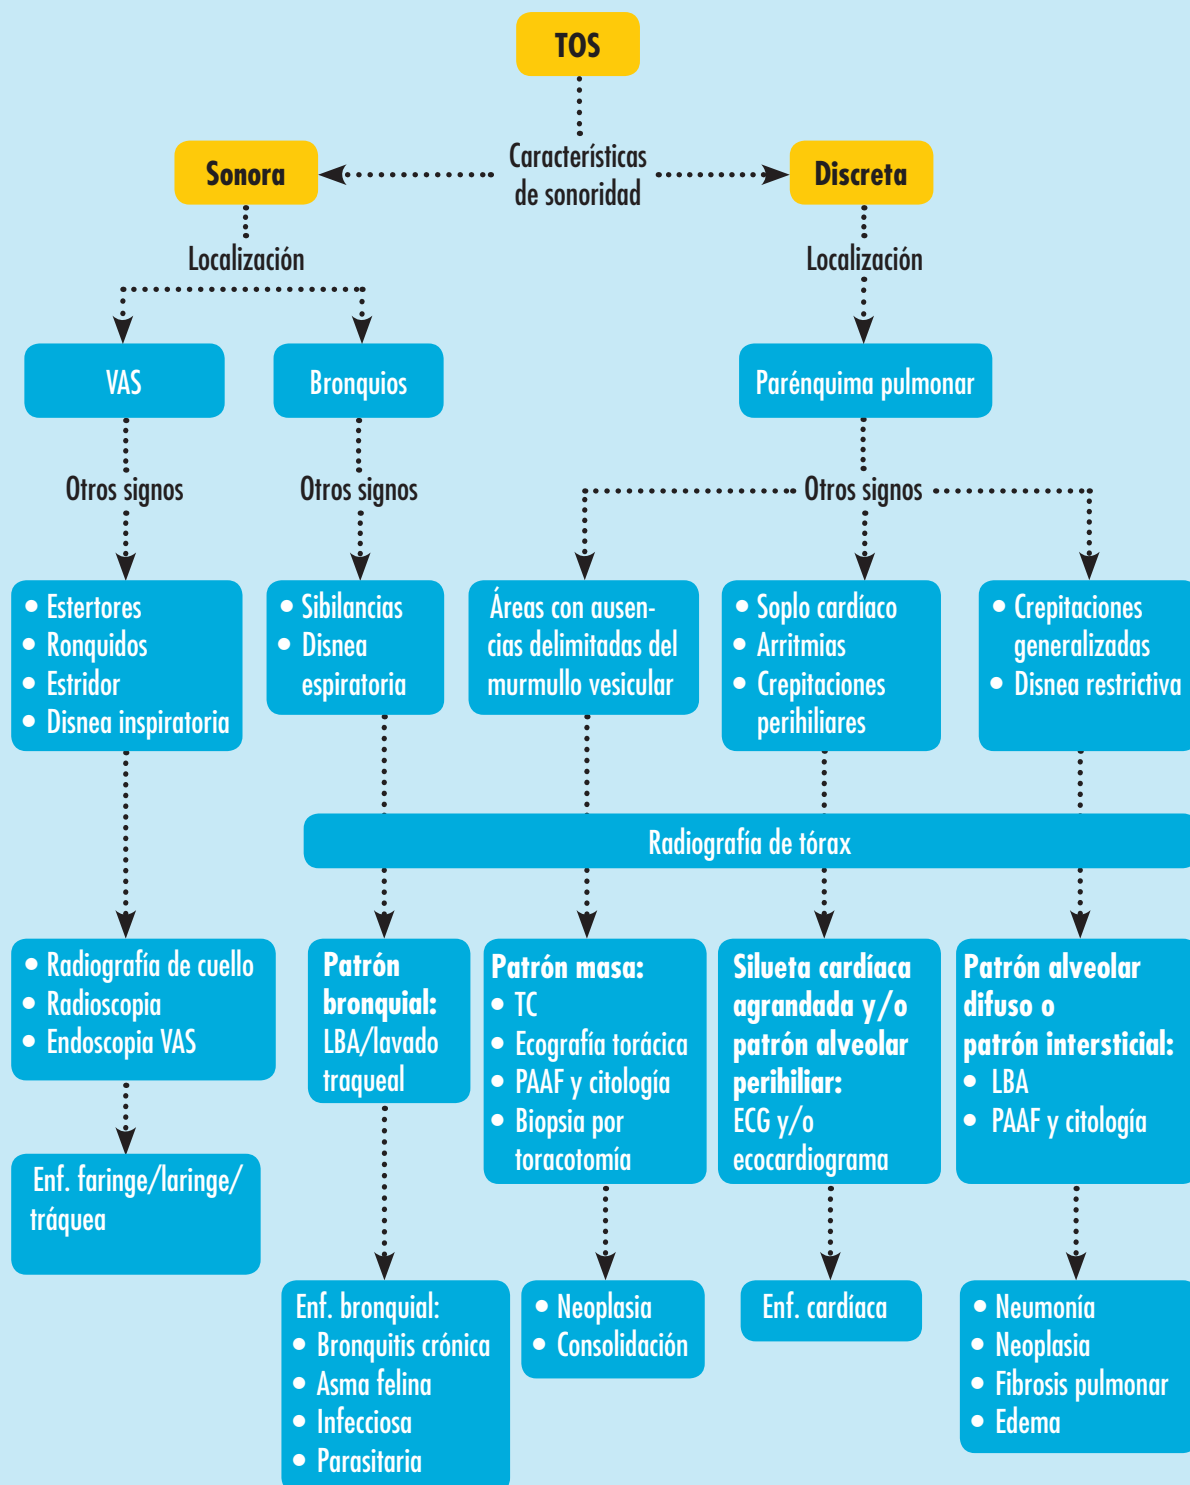 TOS
Características
de sonoridad
Sonora
Discreta
Localización
Localización
VAS
Bronquios
Parénquima pulmonar
Otros signos
Otros signos
Otros signos
• Estertores
• Ronquidos
• Estridor
• Disnea inspiratoria
• Sibilancias
• Disnea
espiratoria
Áreas con ausen-
cias delimitadas del
murmullo vesicular
• Soplo cardíaco
• Arritmias
• Crepitaciones
perihiliares
• Crepitaciones
generalizadas
• Disnea restrictiva
Radiografía de tórax
• Radiografía de cuello
• Radioscopia
• Endoscopia VAS
Patrón
bronquial:
LBA/lavado
traqueal
Patrón masa:
• TC
• Ecografía torácica
• PAAF y citología
• Biopsia por
toracotomía
Silueta cardíaca
agrandada y/o
patrón alveolar
perihiliar:
ECG y/o
ecocardiograma
Patrón alveolar
difuso o
patrón intersticial:
• LBA
• PAAF y citología
Enf. faringe/laringe/
tráquea
Enf. bronquial:
• Bronquitis crónica
• Asma felina
• Infecciosa
• Parasitaria
• Neoplasia
• Consolidación
Enf. cardíaca
• Neumonía
• Neoplasia
• Fibrosis pulmonar
• Edema